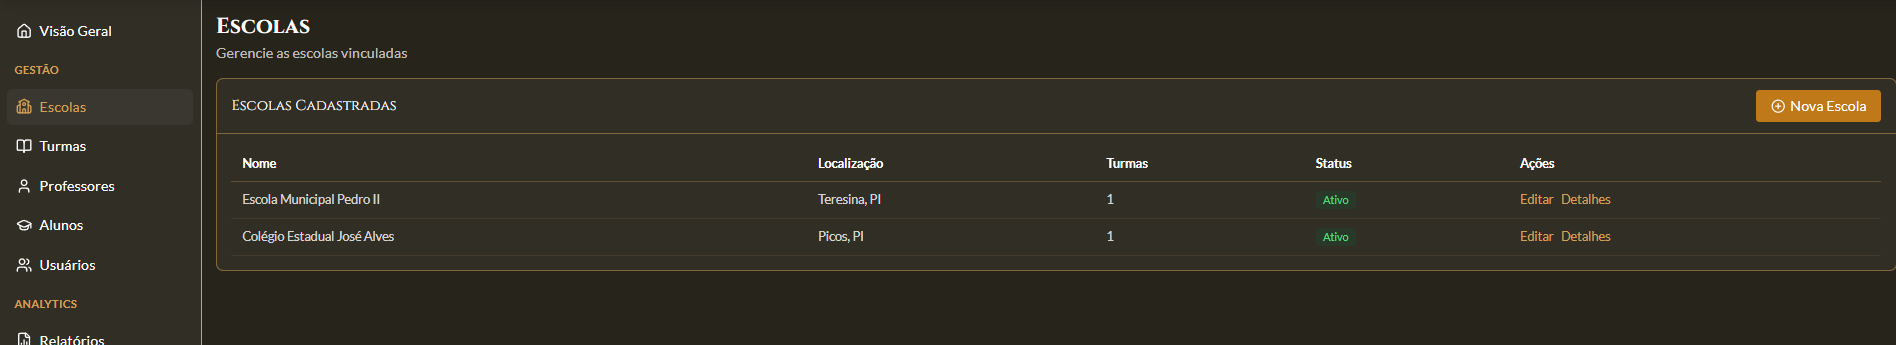 Visão Geral
GESTÃO
Escolas
Turmas
Professores
Alunos
Usuários
ANALYTICS
Relatórios
Escolas
Gerencie as escolas vinculadas
Escolas Cadastradas
Nova Escola
Nome Localização Turmas Status Ações
Escola Municipal Pedro II Teresina, PI 1 Ativo Editar Detalhes
Colégio Estadual José Alves Picos, PI 1 Ativo Editar Detalhes